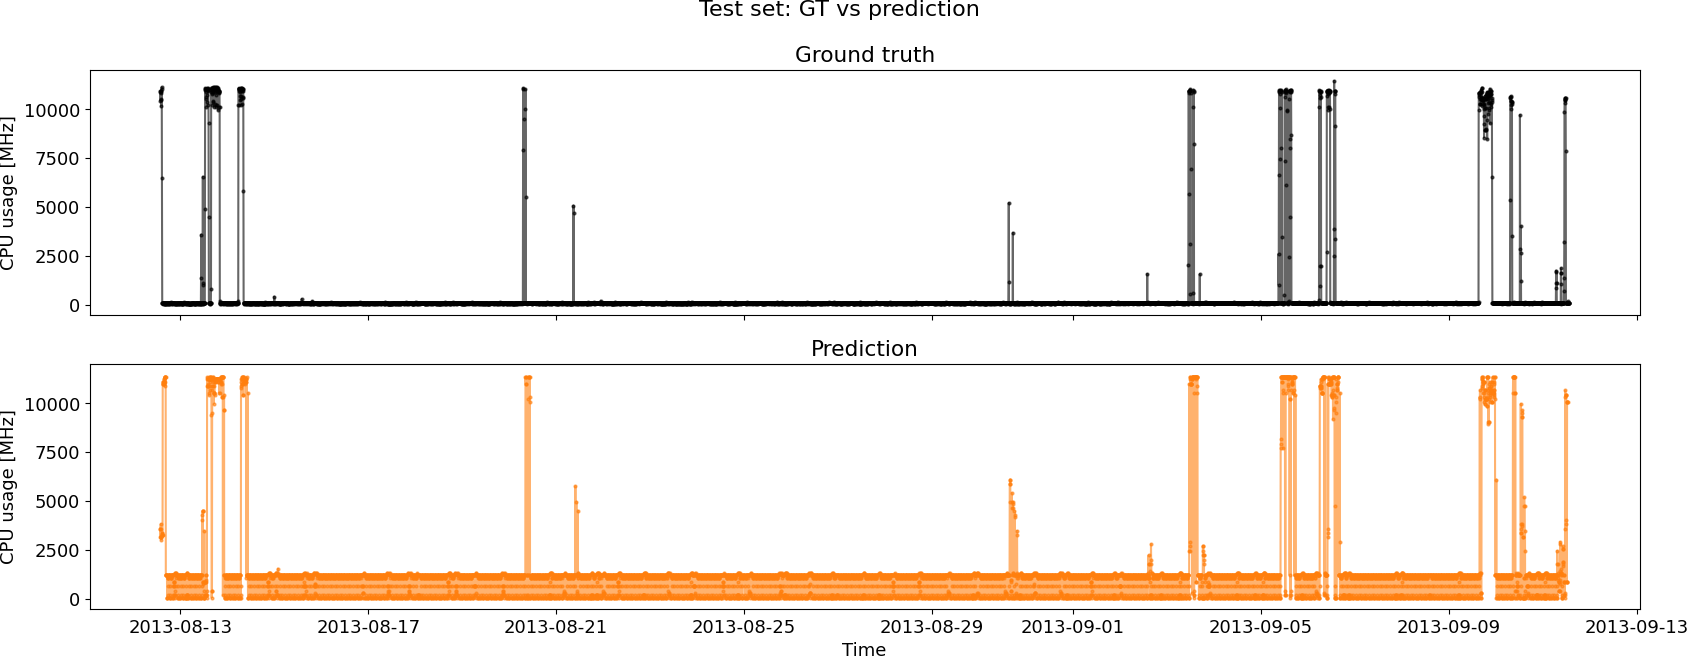 Test set: GT vs prediction
Ground truth
CPU usage [MHz]
10000
7500
5000
2500
0
Prediction
CPU usage [MHz]
10000
7500
5000
2500
0
2013-08-13 2013-08-17 2013-08-21 2013-08-25 2013-08-29 2013-09-01 2013-09-05 2013-09-09 2013-09-13
Time